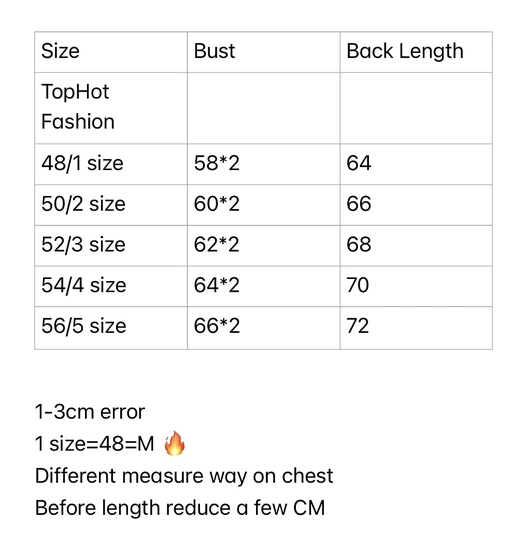 Size Bust Back Length
TopHot
Fashion
48/1 size 58*2 64
50/2 size 60*2 66
52/3 size 62*2 68
54/4 size 64*2 70
56/5 size 66*2 72
1-3cm error
1 size=48=M 🔥
Different measure way on chest
Before length reduce a few CM